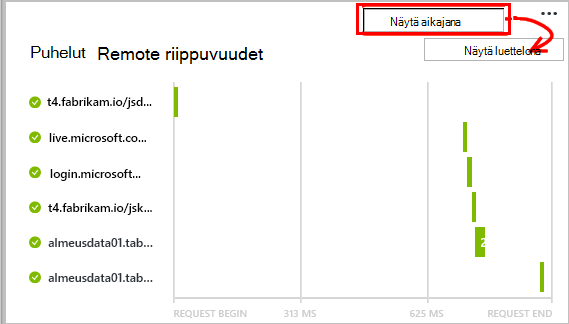 Näytä aikajana
Näytä luettelona
Puhelut Remote riippuvuudet
t4.fabrikam.io/jsd...
live.microsoft.co...
login.microsoft...
t4.fabrikam.io/jsk...
almeusdata01.tab... 2
almeusdata01.tab...
REQUEST BEGIN 313 MS 625 MS REQUEST END